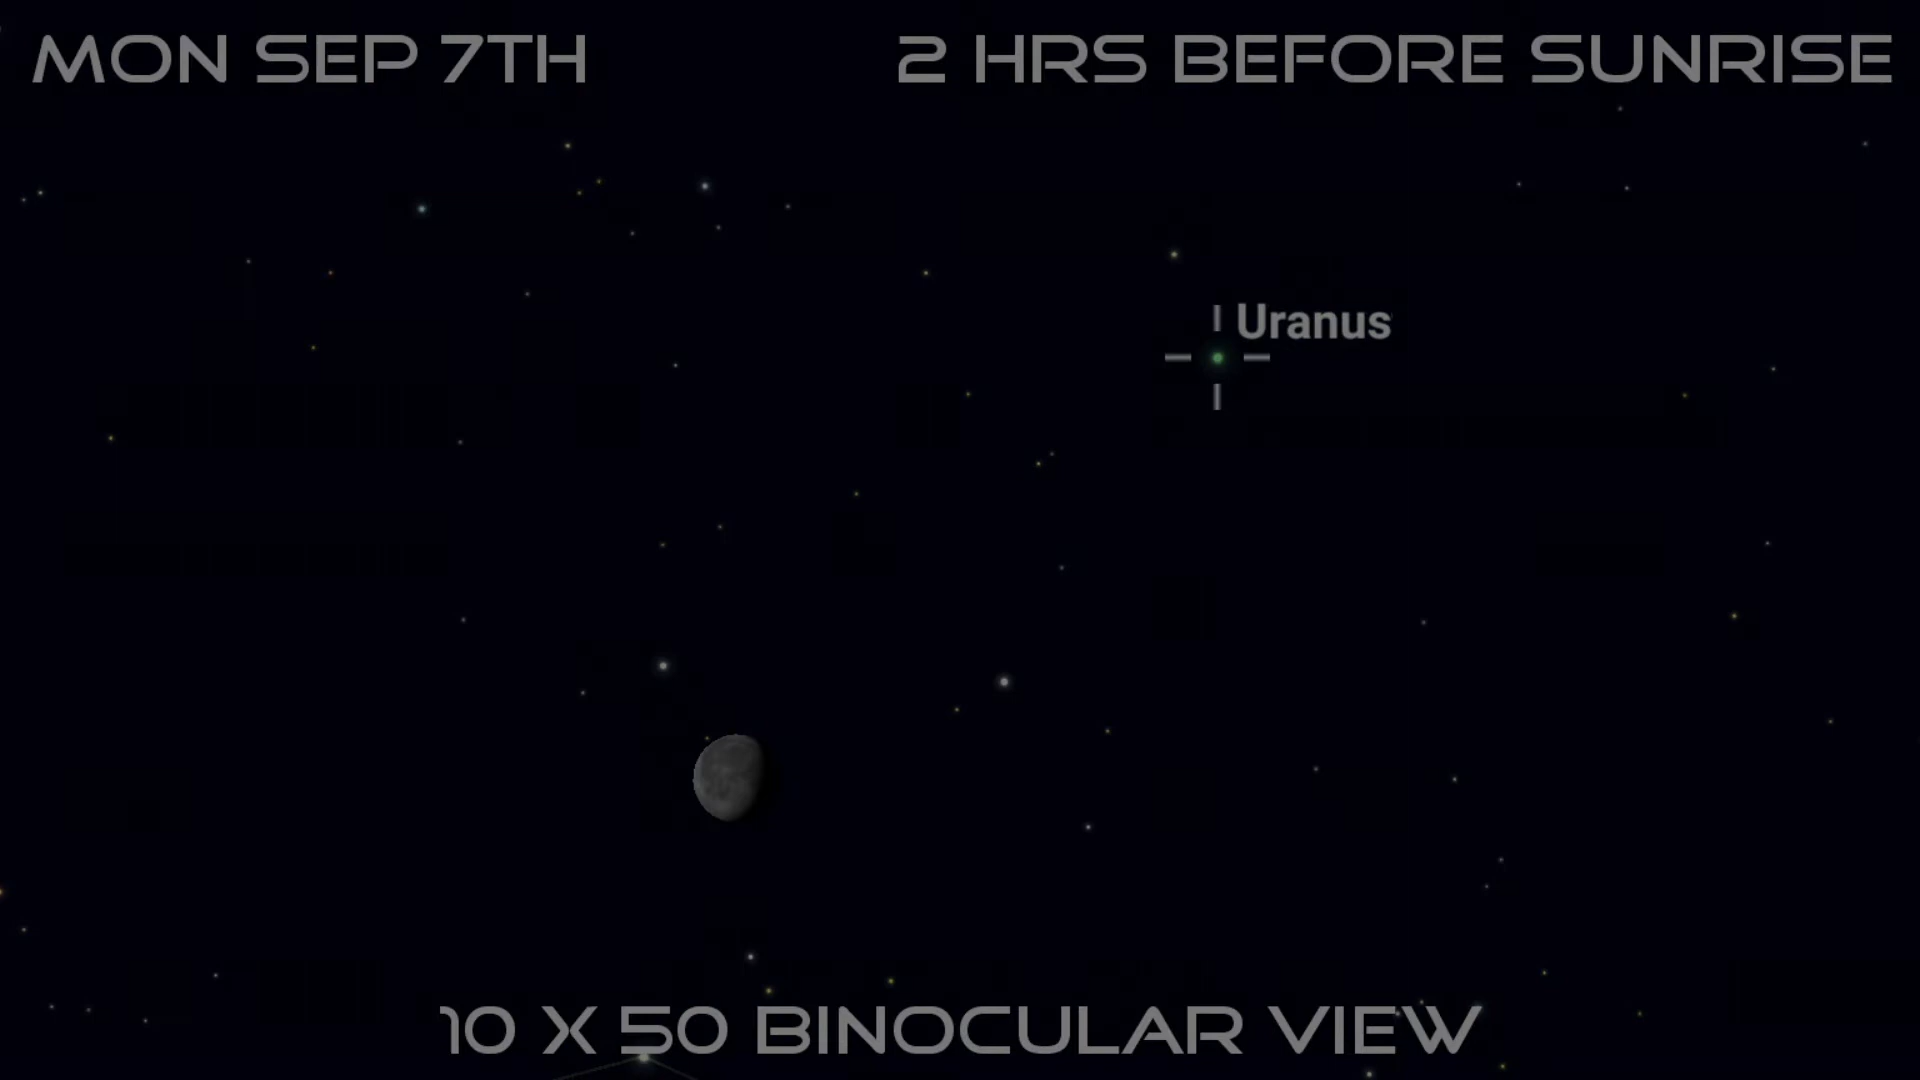 MON SEP 7TH
2 HRS BEFORE SUNRISE
Uranus
10 X 50 BINOCULAR VIEW